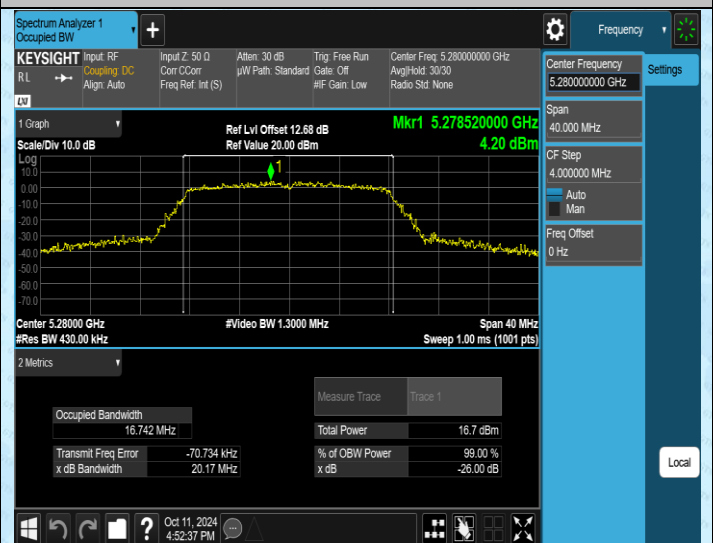 Spectrum Analyzer 1
Occupied BW
+
Frequency
KEYSIGHT
R L
Input: RF
Coupling: DC
Align: Auto
Input Z: 50 Ω
Corr CCorr
Freq Ref: Int (S)
Atten: 30 dB
µW Path: Standard
Trig: Free Run
Gate: Off
#IF Gain: Low
Center Freq: 5.280000000 GHz
Avg|Hold: 30/30
Radio Std: None
LXI
1 Graph
Scale/Div 10.0 dB
Ref Lvl Offset 12.68 dB
Ref Value 20.00 dBm
Mkr1 5.278520000 GHz
4.20 dBm
Log
10.0
0.00
-10.0
-20.0
-30.0
-40.0
-50.0
-60.0
-70.0
1
Center 5.28000 GHz
#Res BW 430.00 kHz
#Video BW 1.3000 MHz
Span 40 MHz
Sweep 1.00 ms (1001 pts)
2 Metrics
Measure Trace
Trace 1
Occupied Bandwidth
16.742 MHz
Total Power
16.7 dBm
Transmit Freq Error
-70.734 kHz
% of OBW Power
99.00 %
x dB Bandwidth
20.17 MHz
x dB
-26.00 dB
Center Frequency
5.280000000 GHz
Settings
Span
40.000 MHz
CF Step
4.000000 MHz
Auto
Man
Freq Offset
0 Hz
Local
?
Oct 11, 2024
4:52:37 PM